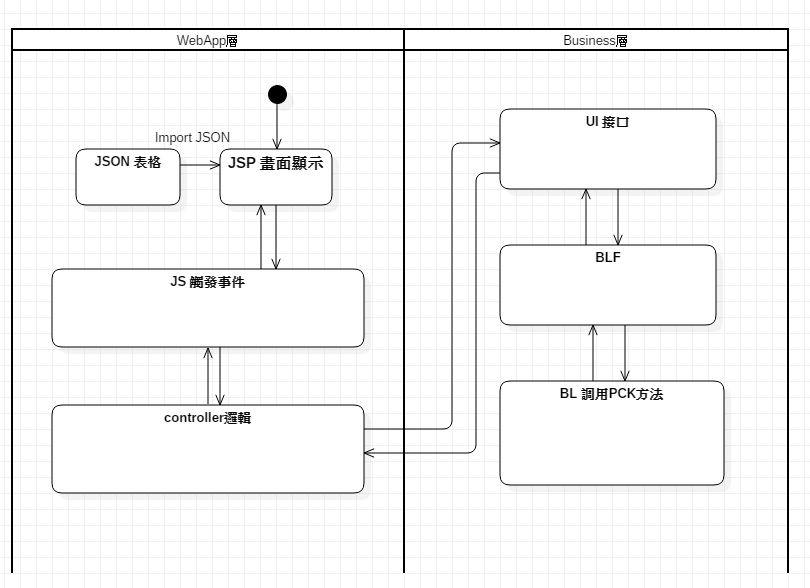 WebApp層
Business層
Import JSON
JSON 表格
JSP 畫面顯示
JS 觸發事件
controller邏輯
UI 接口
BLF
BL 調用PCK方法